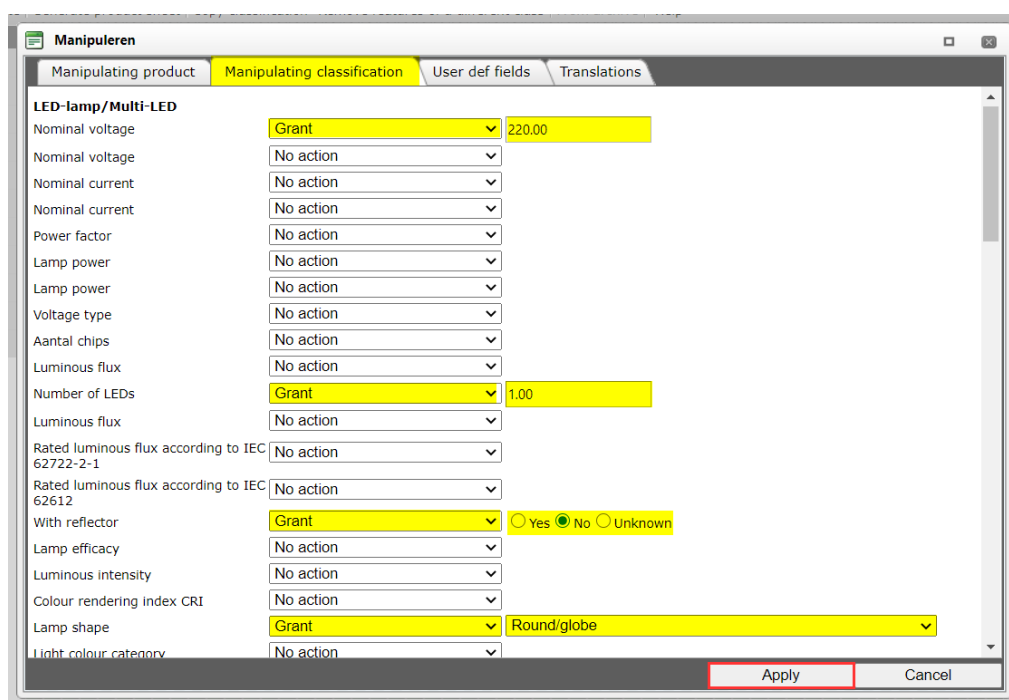 Manipuleren
Manipulating product Manipulating classification User def fields Translations
LED-lamp/Multi-LED
Nominal voltage Grant 220.00
Nominal voltage No action
Nominal current No action
Nominal current No action
Power factor No action
Lamp power No action
Lamp power No action
Voltage type No action
Aantal chips No action
Luminous flux No action
Number of LEDs Grant 1.00
Luminous flux No action
Rated luminous flux according to IEC No action
62722-2-1
Rated luminous flux according to IEC No action
62612
With reflector Grant Yes No Unknown
Lamp efficacy No action
Luminous intensity No action
Colour rendering index CRI No action
Lamp shape Grant Round/globe
Light colour category No action
Apply Cancel